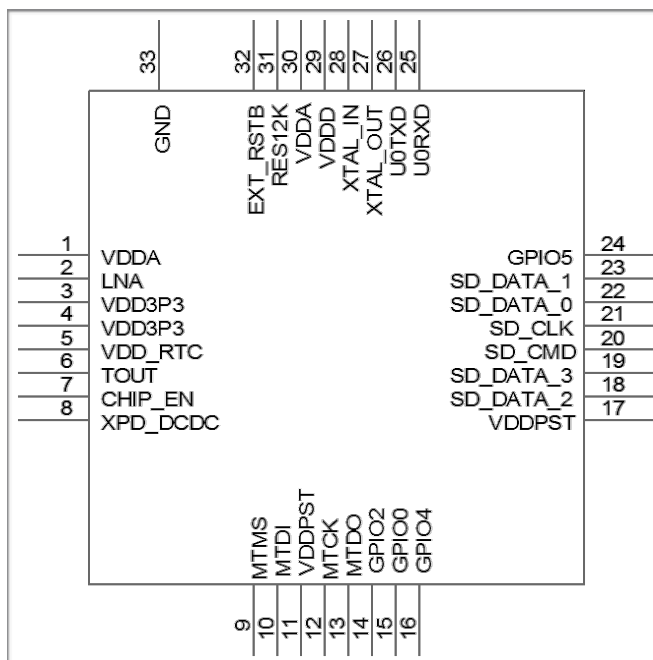 33
32
31
30
29
28
27
26
25
GND
EXT_RSTB
RES12K
VDDA
VDDD
XTAL_IN
XTAL_OUT
U0TXD
U0RXD
1 VDDA
2 LNA
3 VDD3P3
4 VDD3P3
5 VDD_RTC
6 TOUT
7 CHIP_EN
8 XPD_DCDC
GPIO5 24
SD_DATA_1 23
SD_DATA_0 22
SD_CLK 21
SD_CMD 20
SD_DATA_3 19
SD_DATA_2 18
VDDPST 17
MTMS
MTDI
VDDPST
MTCK
MTDO
GPIO2
GPIO0
GPIO4
9
10
11
12
13
14
15
16